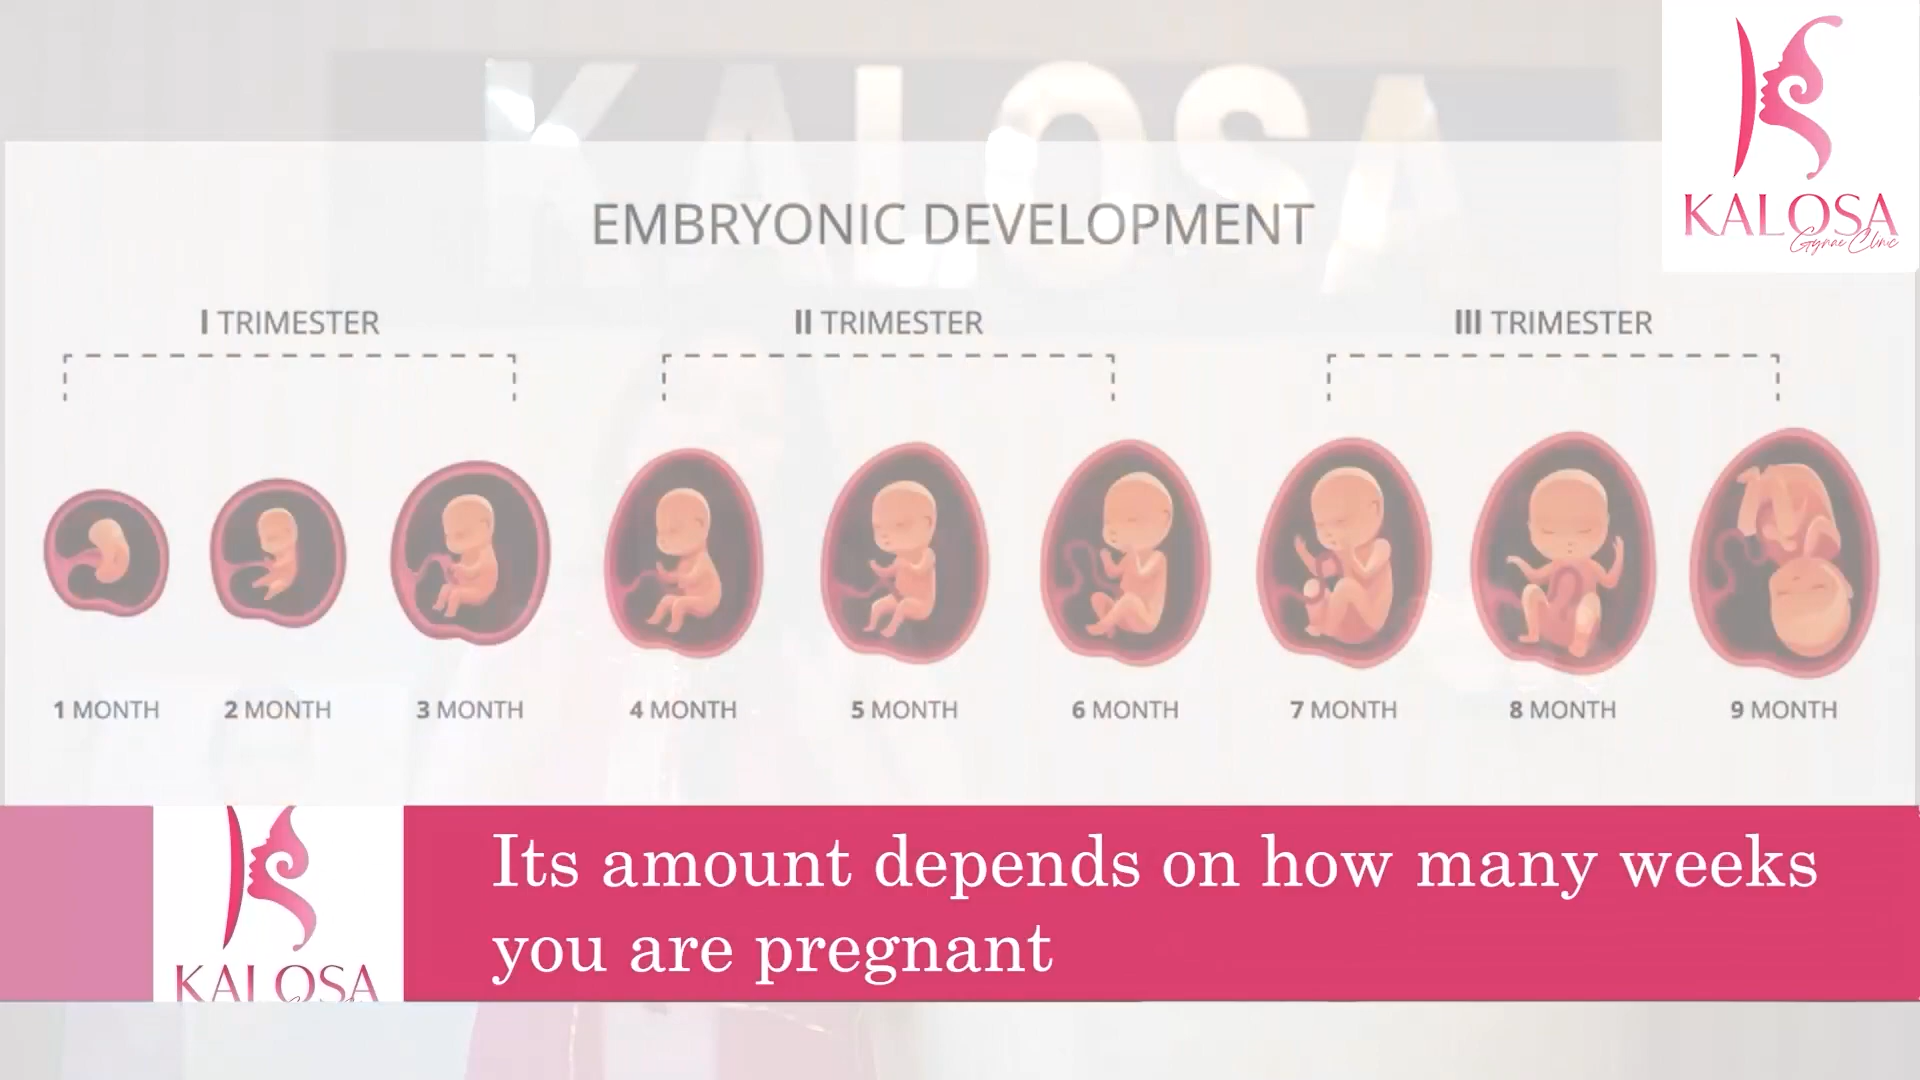 KALOSA
KALOSA
Gynae Clinic
EMBRYONIC DEVELOPMENT
I TRIMESTER
II TRIMESTER
III TRIMESTER
1 MONTH
2 MONTH
3 MONTH
4 MONTH
5 MONTH
6 MONTH
7 MONTH
8 MONTH
9 MONTH
Its amount depends on how many weeks
you are pregnant
KALOSA